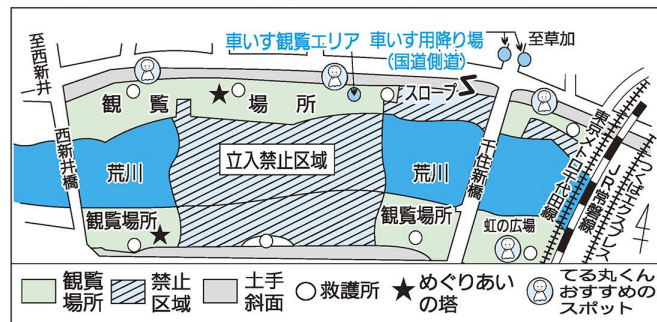 車いす観覧エリア
車いす用降り場
(国道側道)
至草加
至西新井
スロープ
観覧場所
西新井橋
荒川
立入禁止区域
荒川
千住新橋
東京メトロ千代田線
JR常磐線
つくばエクスプレス
観覧場所
観覧場所
虹の広場
観覧
場所
禁止
区域
土手
斜面
救護所
めぐりあい
の塔
てる丸くん
おすすめの
スポット